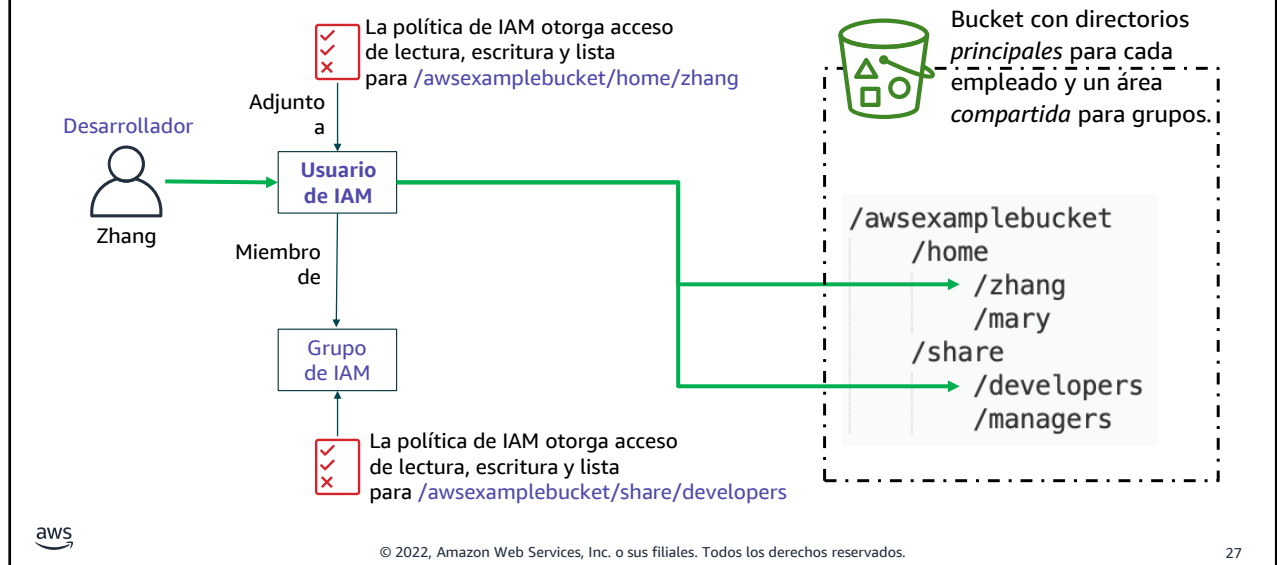 La política de IAM otorga acceso
de lectura, escritura y lista
para /awsexamplebucket/home/zhang
Bucket con directorios
principales para cada
empleado y un área
compartida para grupos.
Adjunto
a
Desarrollador
Zhang
Usuario
de IAM
Miembro
de
Grupo
de IAM
La política de IAM otorga acceso
de lectura, escritura y lista
para /awsexamplebucket/share/developers
/awsexamplebucket
/home
/zhang
/mary
/share
/developers
/managers
aws
© 2022, Amazon Web Services, Inc. o sus filiales. Todos los derechos reservados.
27